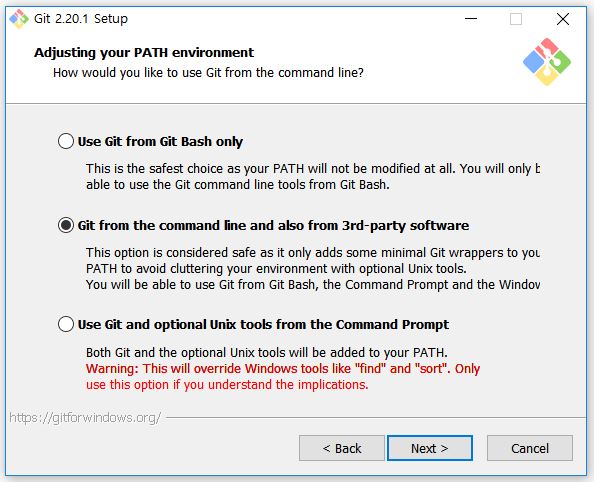 Git 2.20.1 Setup
Adjusting your PATH environment
How would you like to use Git from the command line?
Use Git from Git Bash only
This is the safest choice as your PATH will not be modified at all. You will only
able to use the Git command line tools from Git Bash.
Git from the command line and also from 3rd-party software
This option is considered safe as it only adds some minimal Git wrappers to
PATH to avoid cluttering your environment with optional Unix tools.
You will be able to use Git from Git Bash, the Command Prompt and the
Use Git and optional Unix tools from the Command Prompt
Both Git and the optional Unix tools will be added to your PATH.
Warning: This will override Windows tools like "find" and "sort". Only
use this option if you understand the implications.
https://gitforwindows.org/
< Back
Next >
Cancel